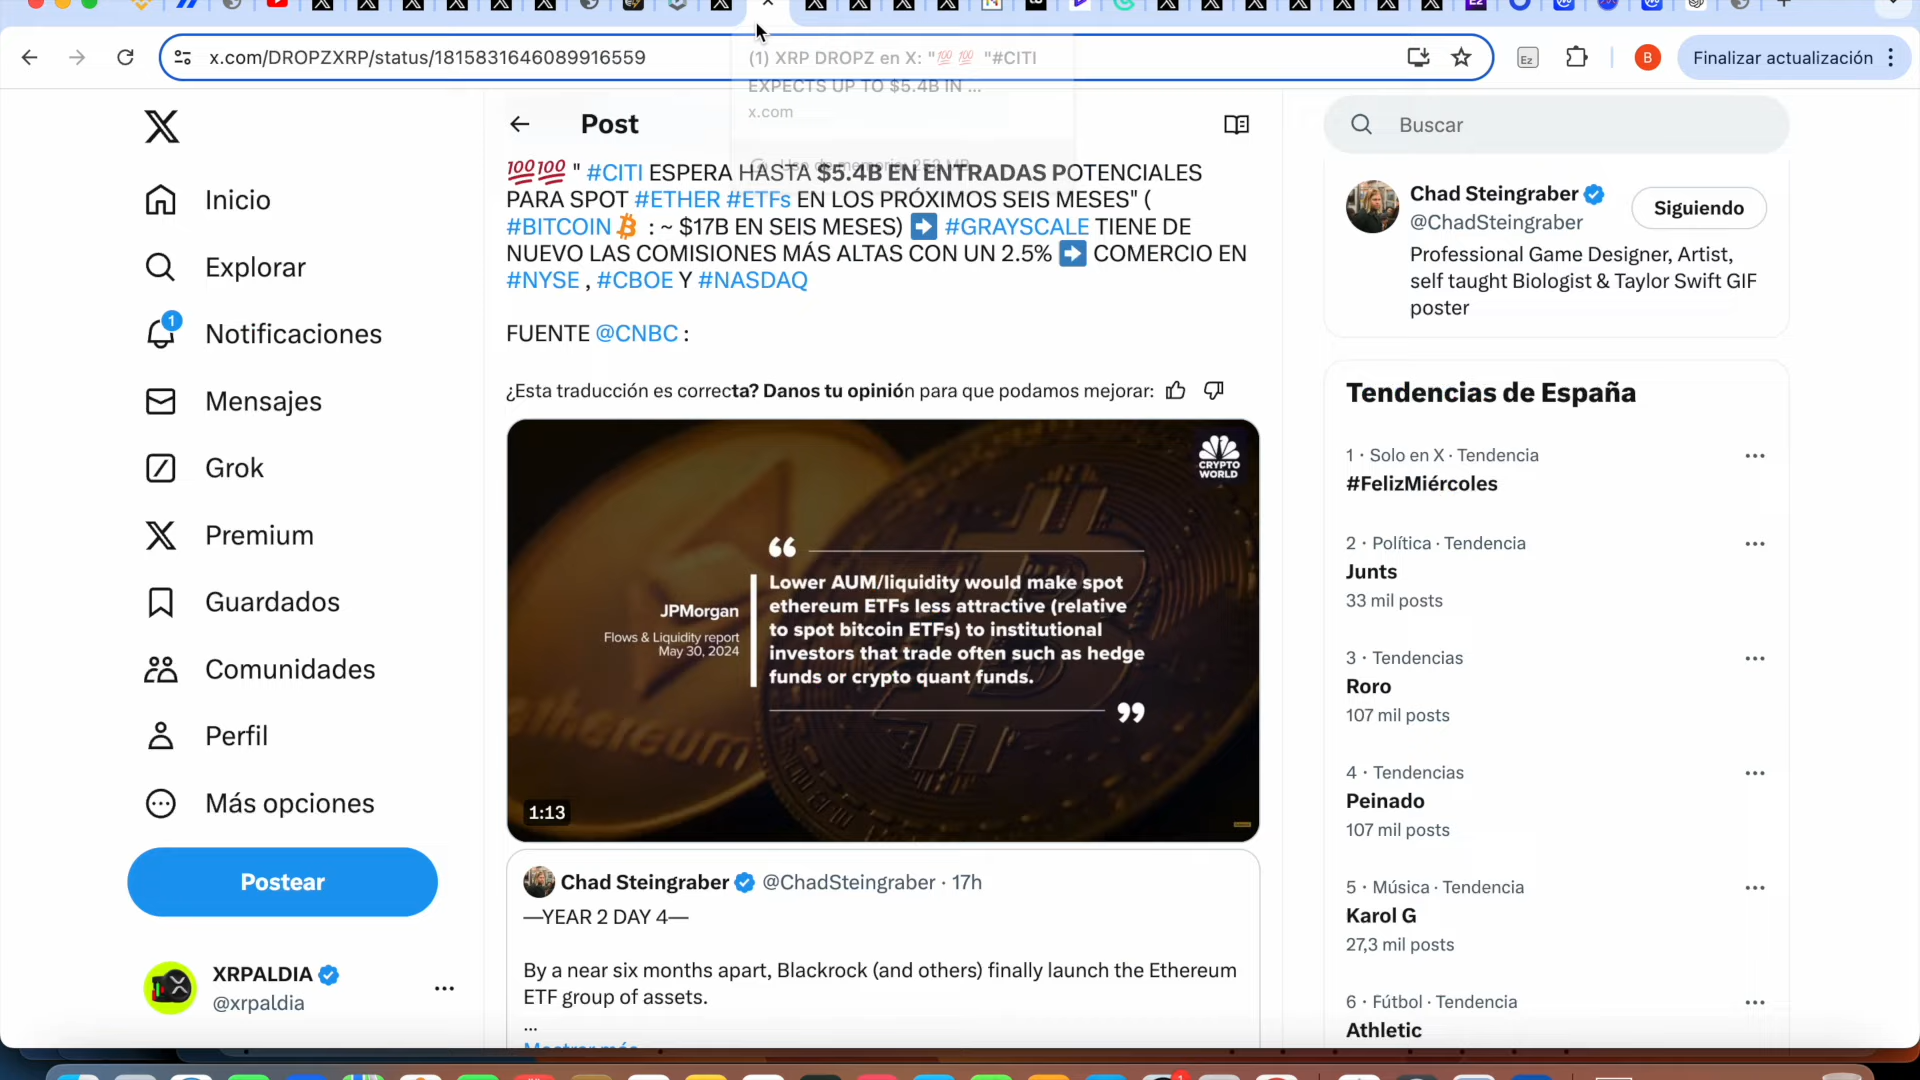 x.com/DROPZXRP/status/1815831646089916559
Finalizar actualización
B
Ez
(1) XRP DROPZ en X: "💯💯 "#CITI
EXPECTS UP TO $5.4B IN ...
x.com
Uso de memoria: 252 MB
Inicio
Explorar
1
Notificaciones
Mensajes
Grok
Premium
Guardados
Comunidades
Perfil
Más opciones
Postear
XRPALDIA
@xrpaldia
Post
💯💯 " #CITI ESPERA HASTA $5.4B EN ENTRADAS POTENCIALES
PARA SPOT #ETHER #ETFs EN LOS PRÓXIMOS SEIS MESES" (
#BITCOIN : ~ $17B EN SEIS MESES) ➡️ #GRAYSCALE TIENE DE
NUEVO LAS COMISIONES MÁS ALTAS CON UN 2.5% ➡️ COMERCIO EN
#NYSE , #CBOE Y #NASDAQ
FUENTE @CNBC :
¿Esta traducción es correcta? Danos tu opinión para que podamos mejorar:
CRYPTO
WORLD
“
JPMorgan
Flows & Liquidity report
May 30, 2024
Lower AUM/liquidity would make spot
ethereum ETFs less attractive (relative
to spot bitcoin ETFs) to institutional
investors that trade often such as hedge
funds or crypto quant funds.
”
ethereum
1:13
Chad Steingraber @ChadSteingraber · 17h
—YEAR 2 DAY 4—
By a near six months apart, Blackrock (and others) finally launch the Ethereum
ETF group of assets.
...
Mostrar más
Buscar
Chad Steingraber
@ChadSteingraber
Siguiendo
Professional Game Designer, Artist,
self taught Biologist & Taylor Swift GIF
poster
Tendencias de España
1 · Solo en X · Tendencia
#FelizMiércoles
2 · Política · Tendencia
Junts
33 mil posts
3 · Tendencias
Roro
107 mil posts
4 · Tendencias
Peinado
107 mil posts
5 · Música · Tendencia
Karol G
27,3 mil posts
6 · Fútbol · Tendencia
Athletic